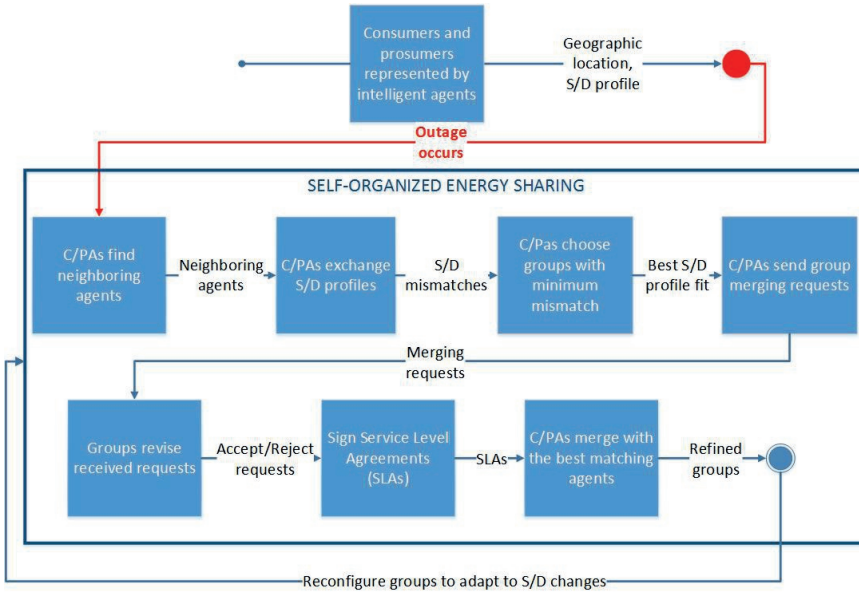 Consumers and
prosumers
represented by
intelligent agents
Geographic
location,
S/D profile
Outage
occurs
SELF-ORGANIZED ENERGY SHARING
C/PAs find
neighboring
agents
Neighboring
agents
C/PAs exchange
S/D profiles
S/D
mismatches
C/Pas choose
groups with
minimum
mismatch
Best S/D
profile fit
C/PAs send group
merging requests
Merging
requests
Groups revise
received requests
Accept/Reject
requests
Sign Service Level
Agreements
(SLAs)
SLAs
C/PAs merge with
the best matching
agents
Refined
groups
Reconfigure groups to adapt to S/D changes